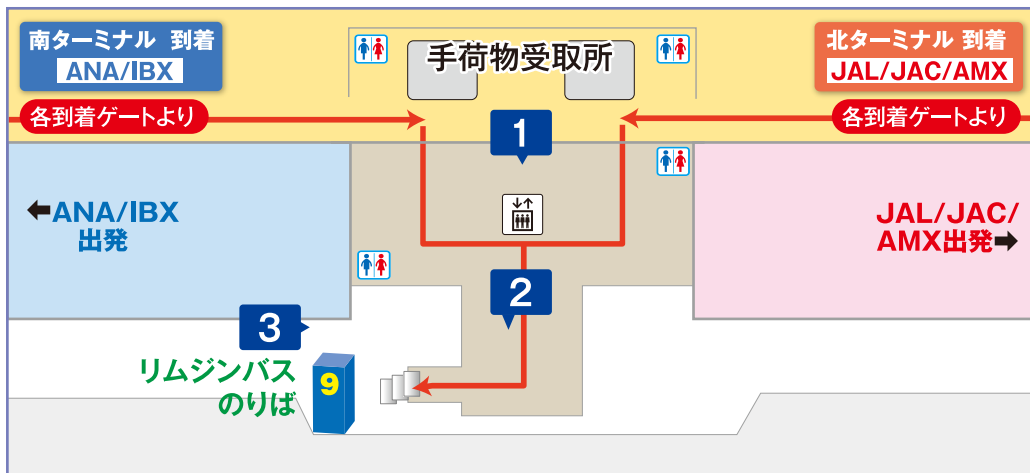 南ターミナル 到着
ANA/IBX
手荷物受取所
北ターミナル 到着
JAL/JAC/AMX
各到着ゲートより
各到着ゲートより
1
←ANA/IBX
出発
JAL/JAC/
AMX出発→
2
3
リムジンバス
のりば
9